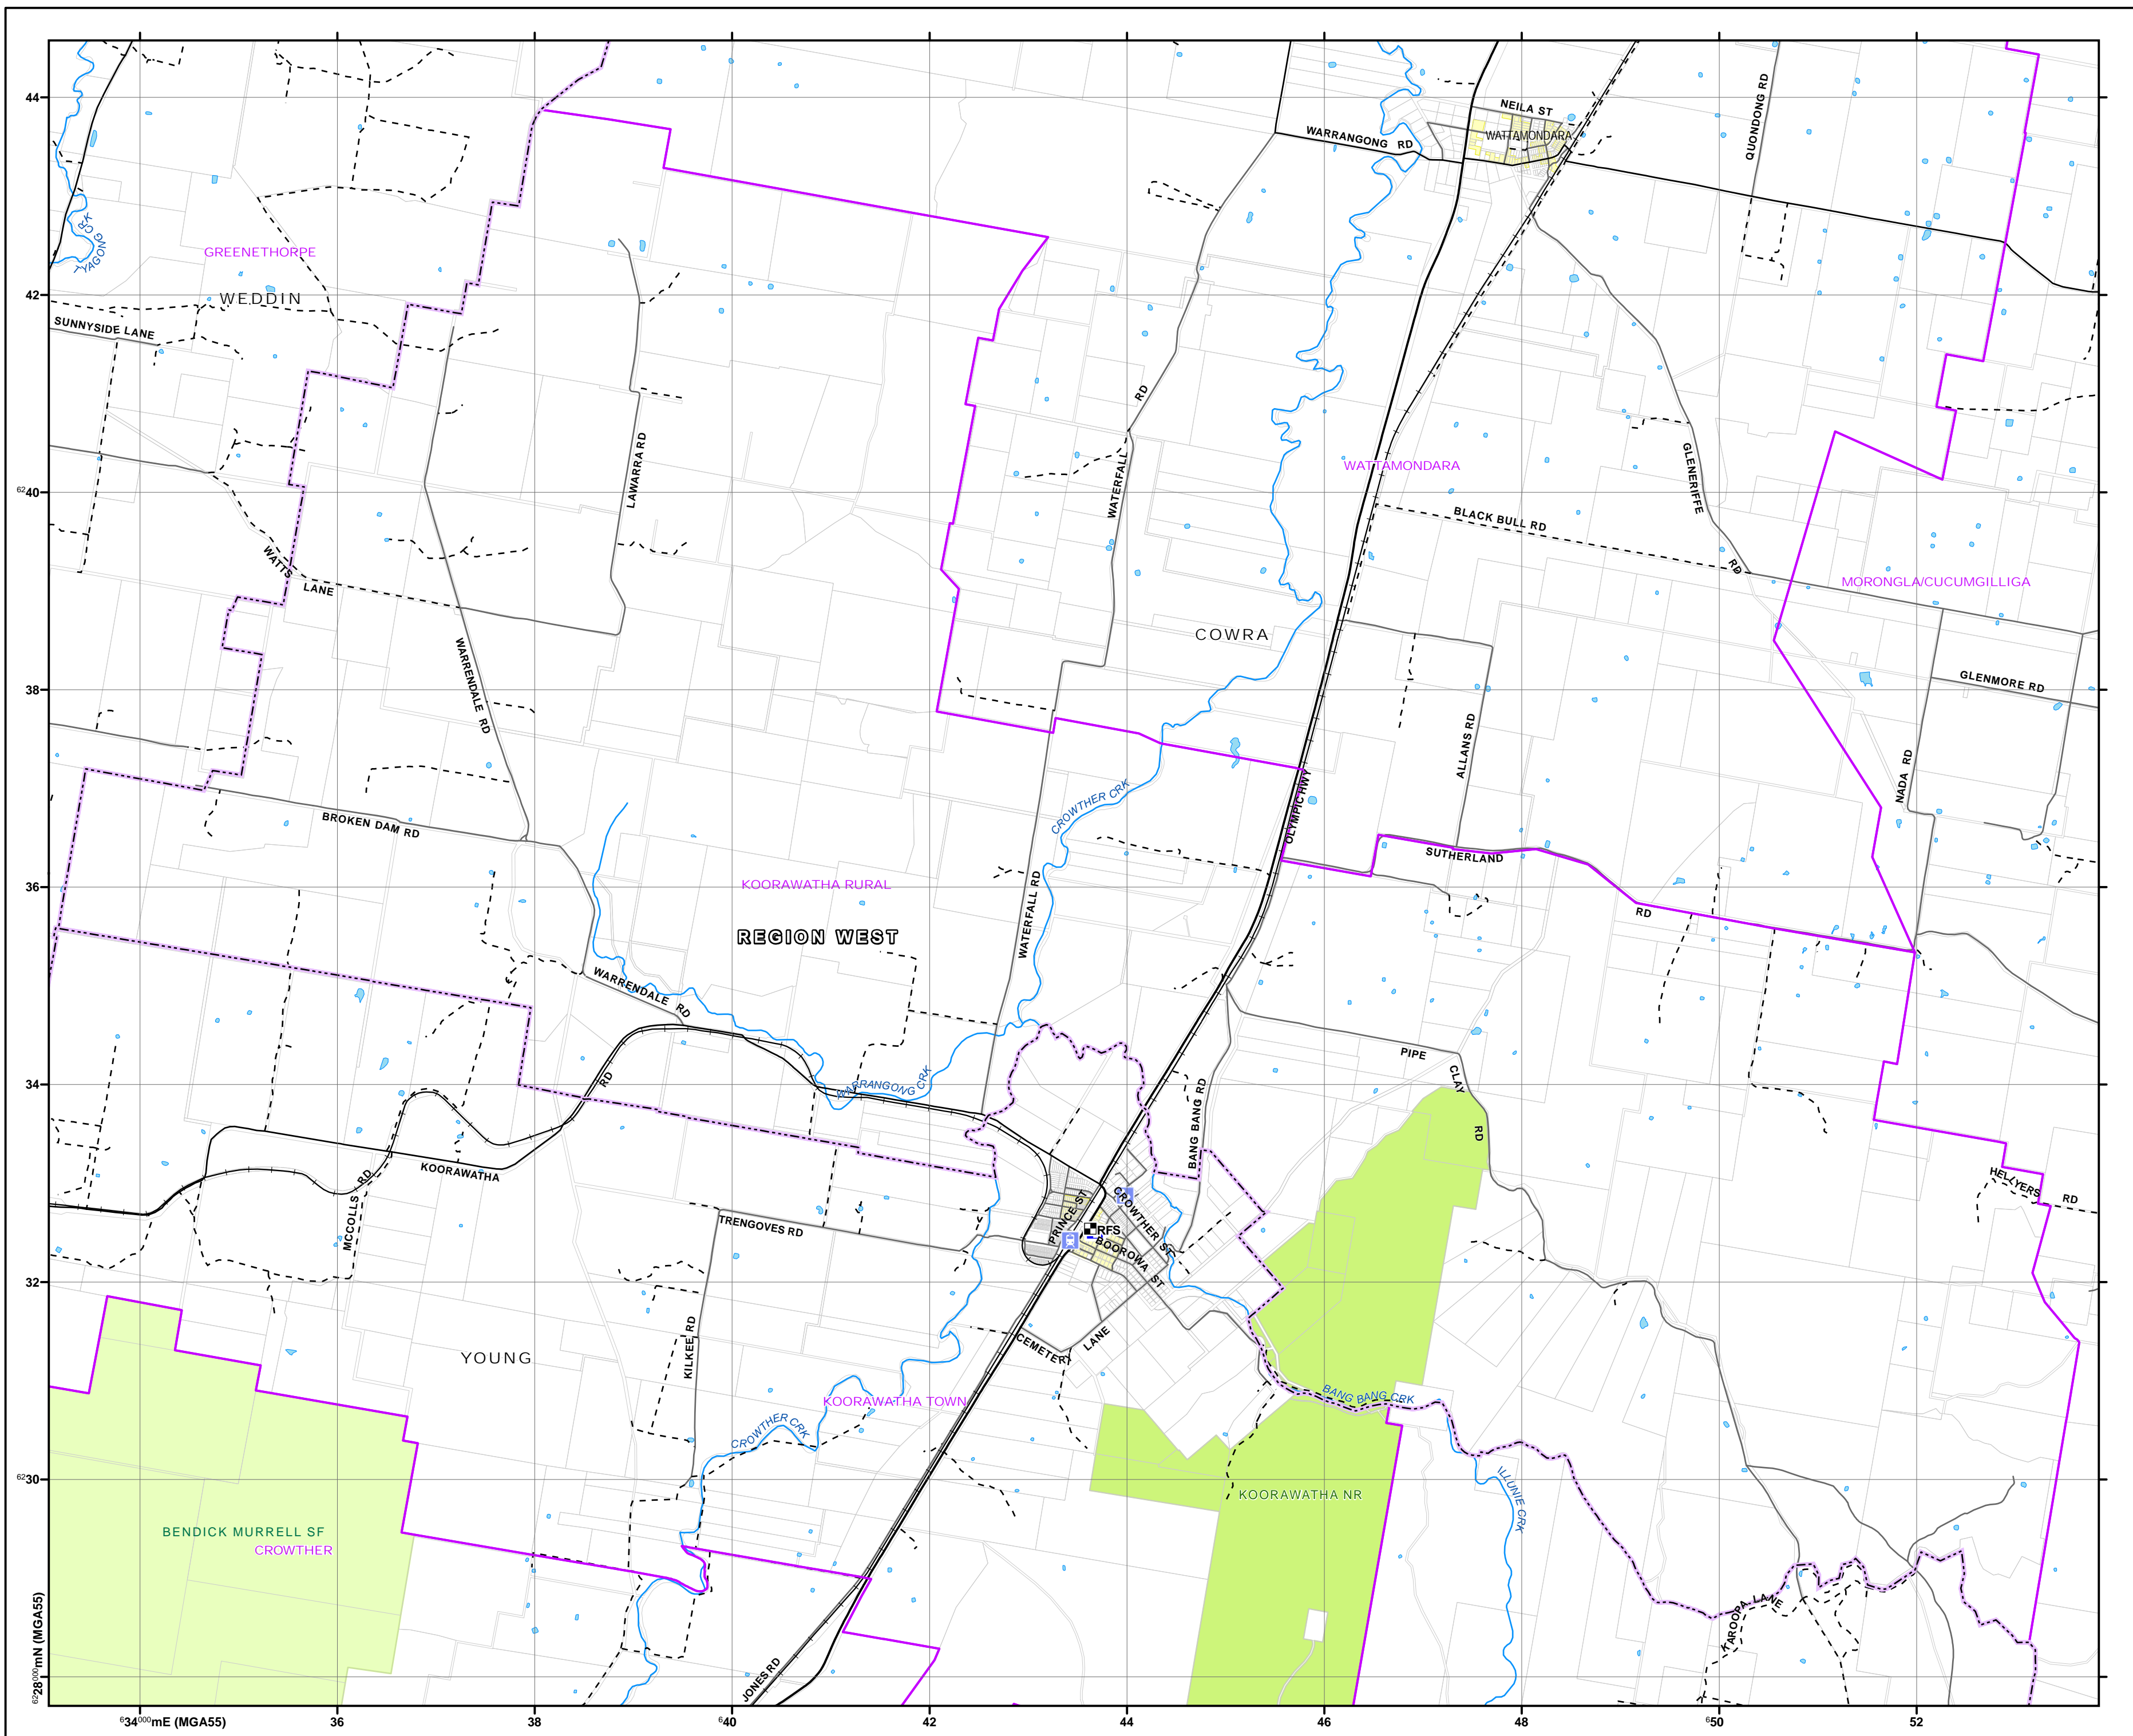 44
NEILA ST
WATTAMONDARA
WARRANGONG RD
QUONDONG RD
TYAGONG CRK
GREENETHORPE
WEDDIN
42
SUNNYSIDE LANE
RD
LAWARRA RD
WATERFALL
WATTAMONDARA
GLENERIFFE
6240
BLACK BULL RD
WATTS
LANE
RD
MORONGLA/CUCUMGILLIGA
COWRA
WARRENDALE RD
38
GLENMORE RD
ALLANS RD
NADA RD
CROWTHER CRK
OLYMPIC HWY
BROKEN DAM RD
SUTHERLAND
36
KOORAWATHA RURAL
WATERFALL RD
RD
REGION WEST
WARRENDALE RD
PIPE
CLAY
RD
34
RD
WARRANGONG CRK
BANG BANG RD
KOORAWATHA
MCCOLLS RD
HELLYERS RD
PRINCE ST
CROWTHER ST
TRENGOVES RD
RFS
BOOROWA ST
32
KILKEE RD
CEMETERY
LANE
YOUNG
KOORAWATHA TOWN
BANG BANG CRK
CROWTHER CRK
6230
ILLUNIE CRK
KOORAWATHA NR
BENDICK MURRELL SF
CROWTHER
KAROOPA LANE
6228000mN (MGA55)
JONES RD
634000mE (MGA55)
36
38
640
42
44
46
48
650
52